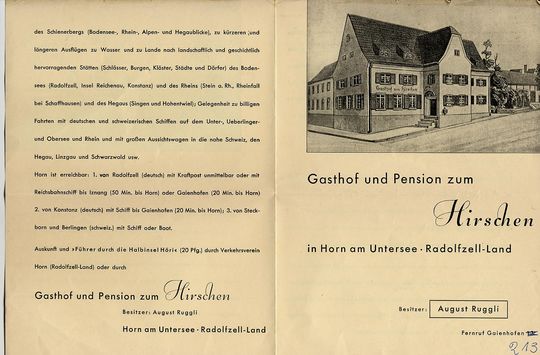 des Schienerbergs (Bodensee-, Rhein-, Alpen- und Hegaublicke), zu kürzeren und
längeren Ausflügen zu Wasser und zu Lande nach landschaftlich und geschichtlich
hervorragenden Stätten (Schlösser, Burgen, Klöster, Städte und Dörfer) des Boden-
sees (Radolfzell, Insel Reichenau, Konstanz) und des Rheins (Stein a. Rh., Rheinfall
bei Schaffhausen) und des Hegaus (Singen und Hohentwiel); Gelegenheit zu billigen
Fahrten mit deutschen und schweizerischen Schiffen auf dem Unter-, Ueberlinger-
und Obersee und Rhein und mit großen Aussichtswagen in die nahe Schweiz, den
Hegau, Linzgau und Schwarzwald usw.
Horn ist erreichbar: 1. von Radolfzell (deutsch) mit Kraftpost unmittelbar oder mit
Reichsbahnschiff bis Iznang (50 Min. bis Horn) oder Gaienhofen (20 Min. bis Horn)
2. von Konstanz (deutsch) mit Schiff bis Gaienhofen (20 Min. bis Horn); 3. von Steck-
born und Berlingen (schweiz.) mit Schiff oder Boot.
Auskunft und »Führer durch die Halbinsel Höri« (20 Pfg.) durch Verkehrsverein
Horn (Radolfzell-Land) oder durch
Gasthof und Pension zum Hirschen
Besitzer: August Ruggli
Horn am Untersee · Radolfzell-Land
Gasthof zum Hirschen
Gasthof und Pension zum
Hirschen
in Horn am Untersee · Radolfzell-Land
Besitzer: August Ruggli
Fernruf Gaienhofen
213